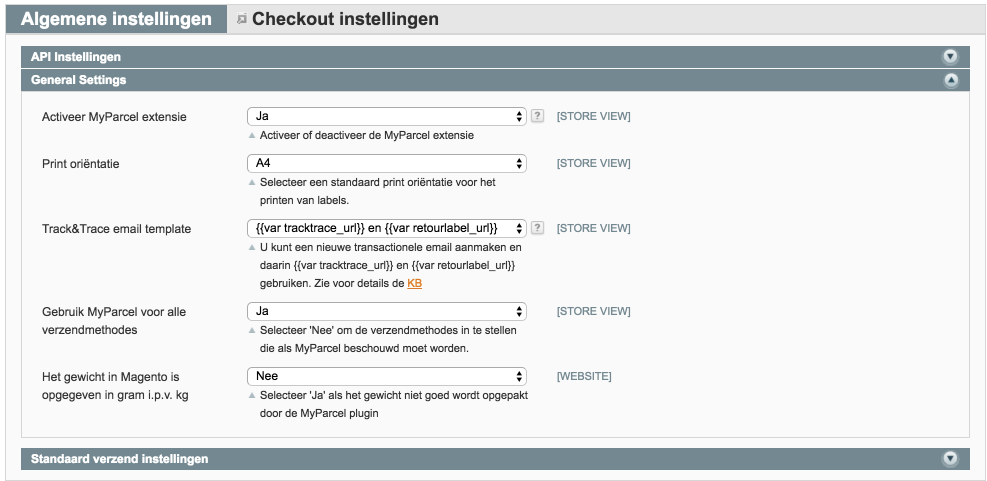 Algemene instellingen
Checkout instellingen
API Instellingen
General Settings
Activeer MyParcel extensie
Ja
?
[STORE VIEW]
Activeer of deactiveer de MyParcel extensie
Print oriëntatie
A4
[STORE VIEW]
Selecteer een standaard print oriëntatie voor het
printen van labels.
Track&Trace email template
{{var tracktrace_url}} en {{var retourlabel_url}}
?
[STORE VIEW]
U kunt een nieuwe transactionele email aanmaken en
daarin {{var tracktrace_url}} en {{var retourlabel_url}}
gebruiken. Zie voor details de KB
Gebruik MyParcel voor alle
verzendmethodes
Ja
[STORE VIEW]
Selecteer 'Nee' om de verzendmethodes in te stellen
die als MyParcel beschouwd moet worden.
Het gewicht in Magento is
opgegeven in gram i.p.v. kg
Nee
[WEBSITE]
Selecteer 'Ja' als het gewicht niet goed wordt opgepakt
door de MyParcel plugin
Standaard verzend instellingen